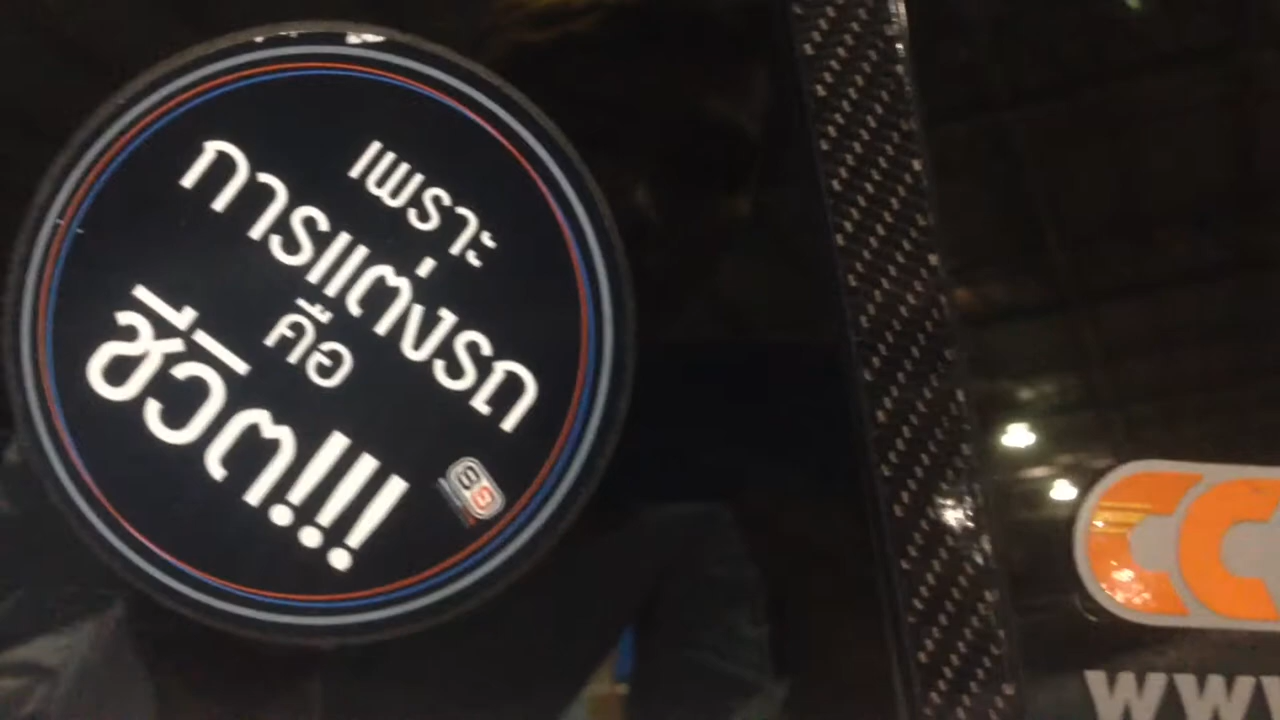 เพราะ
การแต่งรถ
คือ
ชีวิต!!!